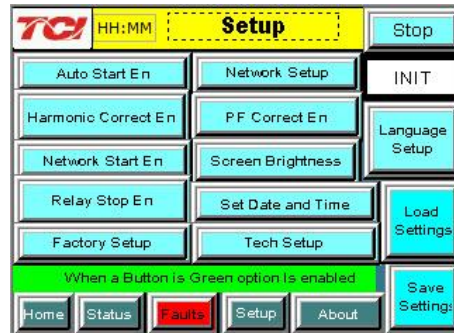 TCI HH:MM Setup Stop
Auto Start En Network Setup INIT
Harmonic Correct En PF Correct En
Language
Setup
Network Start En Screen Brightness
Relay Stop En Set Date and Time
Load
Settings
Factory Setup Tech Setup
When a Button is Green option Is enabled
Save
Settings
Home Status Faults Setup About